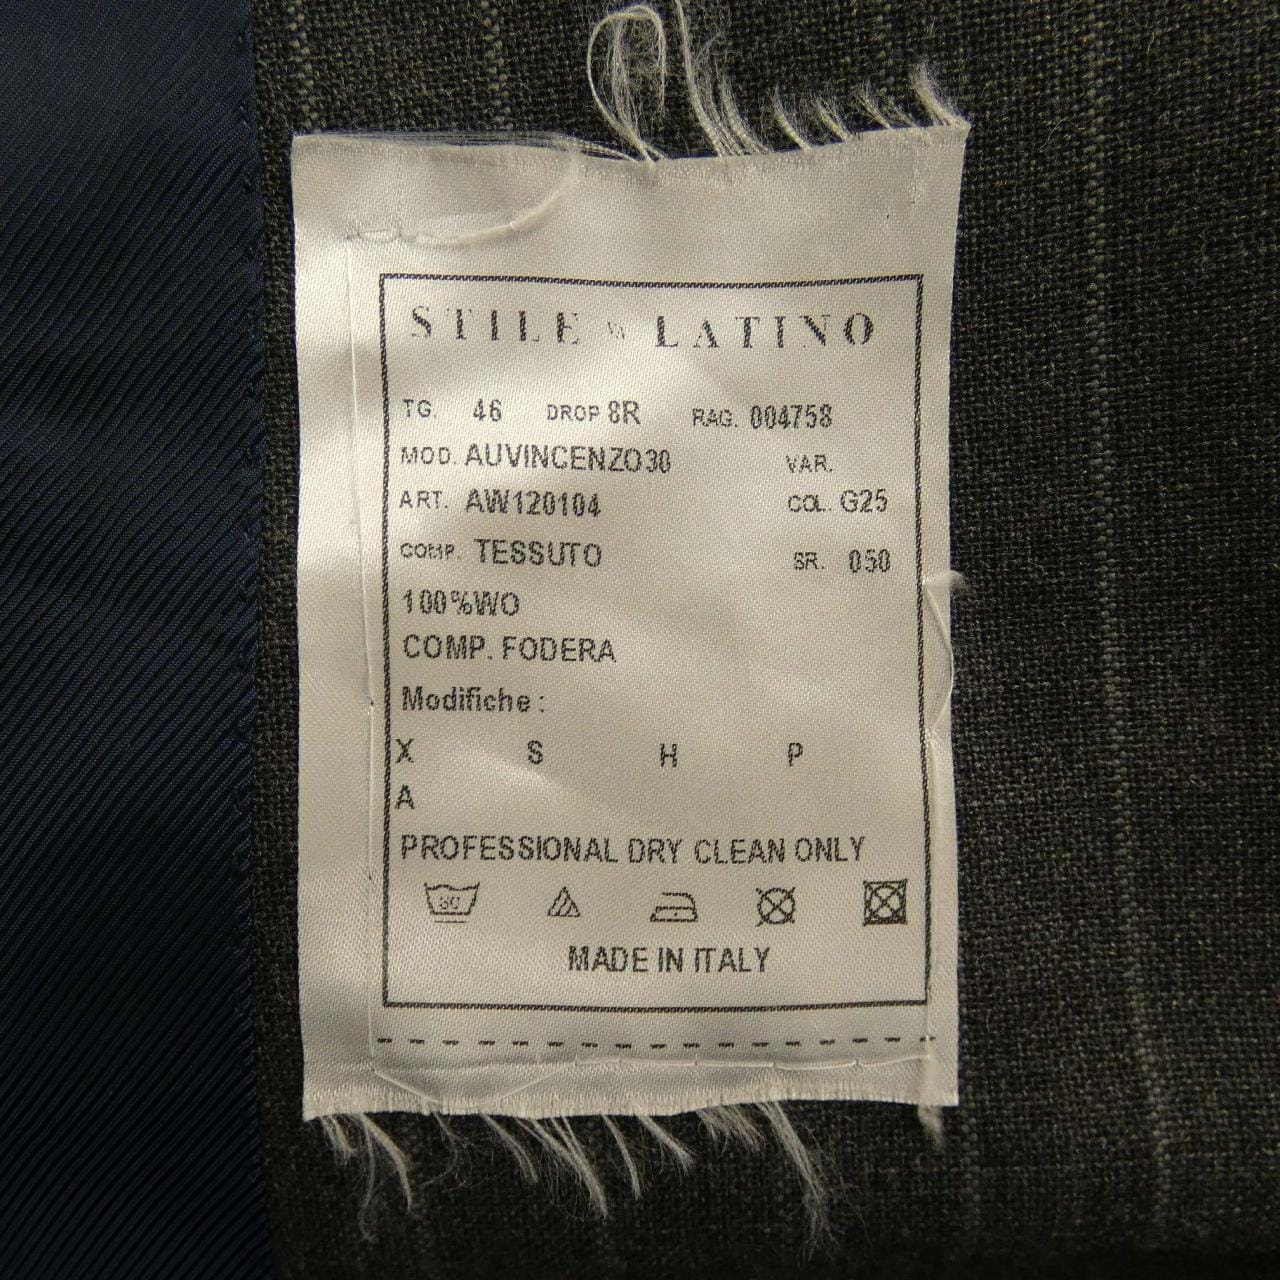 STILE LATINO
TG. 46 DROP 8R RAG. 004758
MOD. AUVINCENZO30 VAR.
ART. AW120104 COL. G25
COMP. TESSUTO SR. 050
100%WO
COMP. FODERA
Modifiche :
X S H P
A
PROFESSIONAL DRY CLEAN ONLY
30
MADE IN ITALY